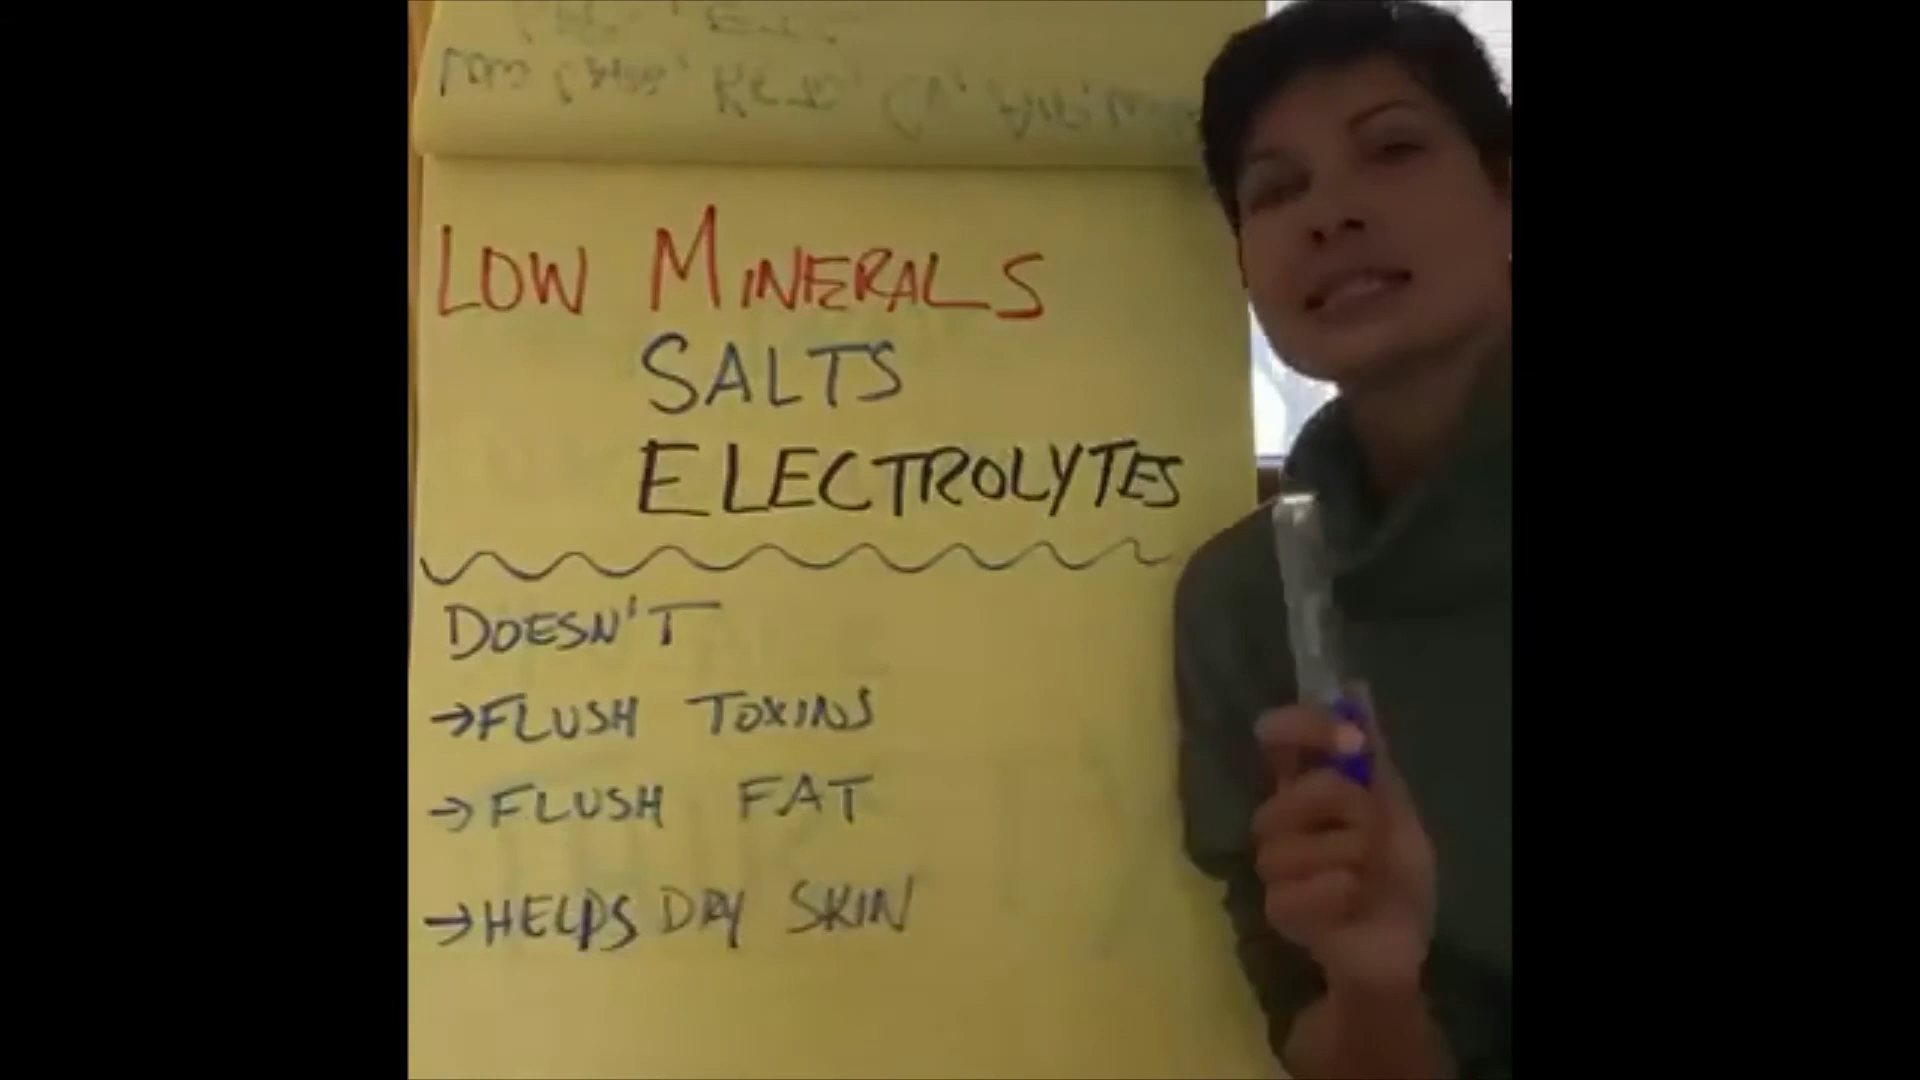 LOW MINERALS
SALTS
ELECTROLYTES
DOESN'T
→FLUSH TOXINS
→FLUSH FAT
→HELPS DRY SKIN